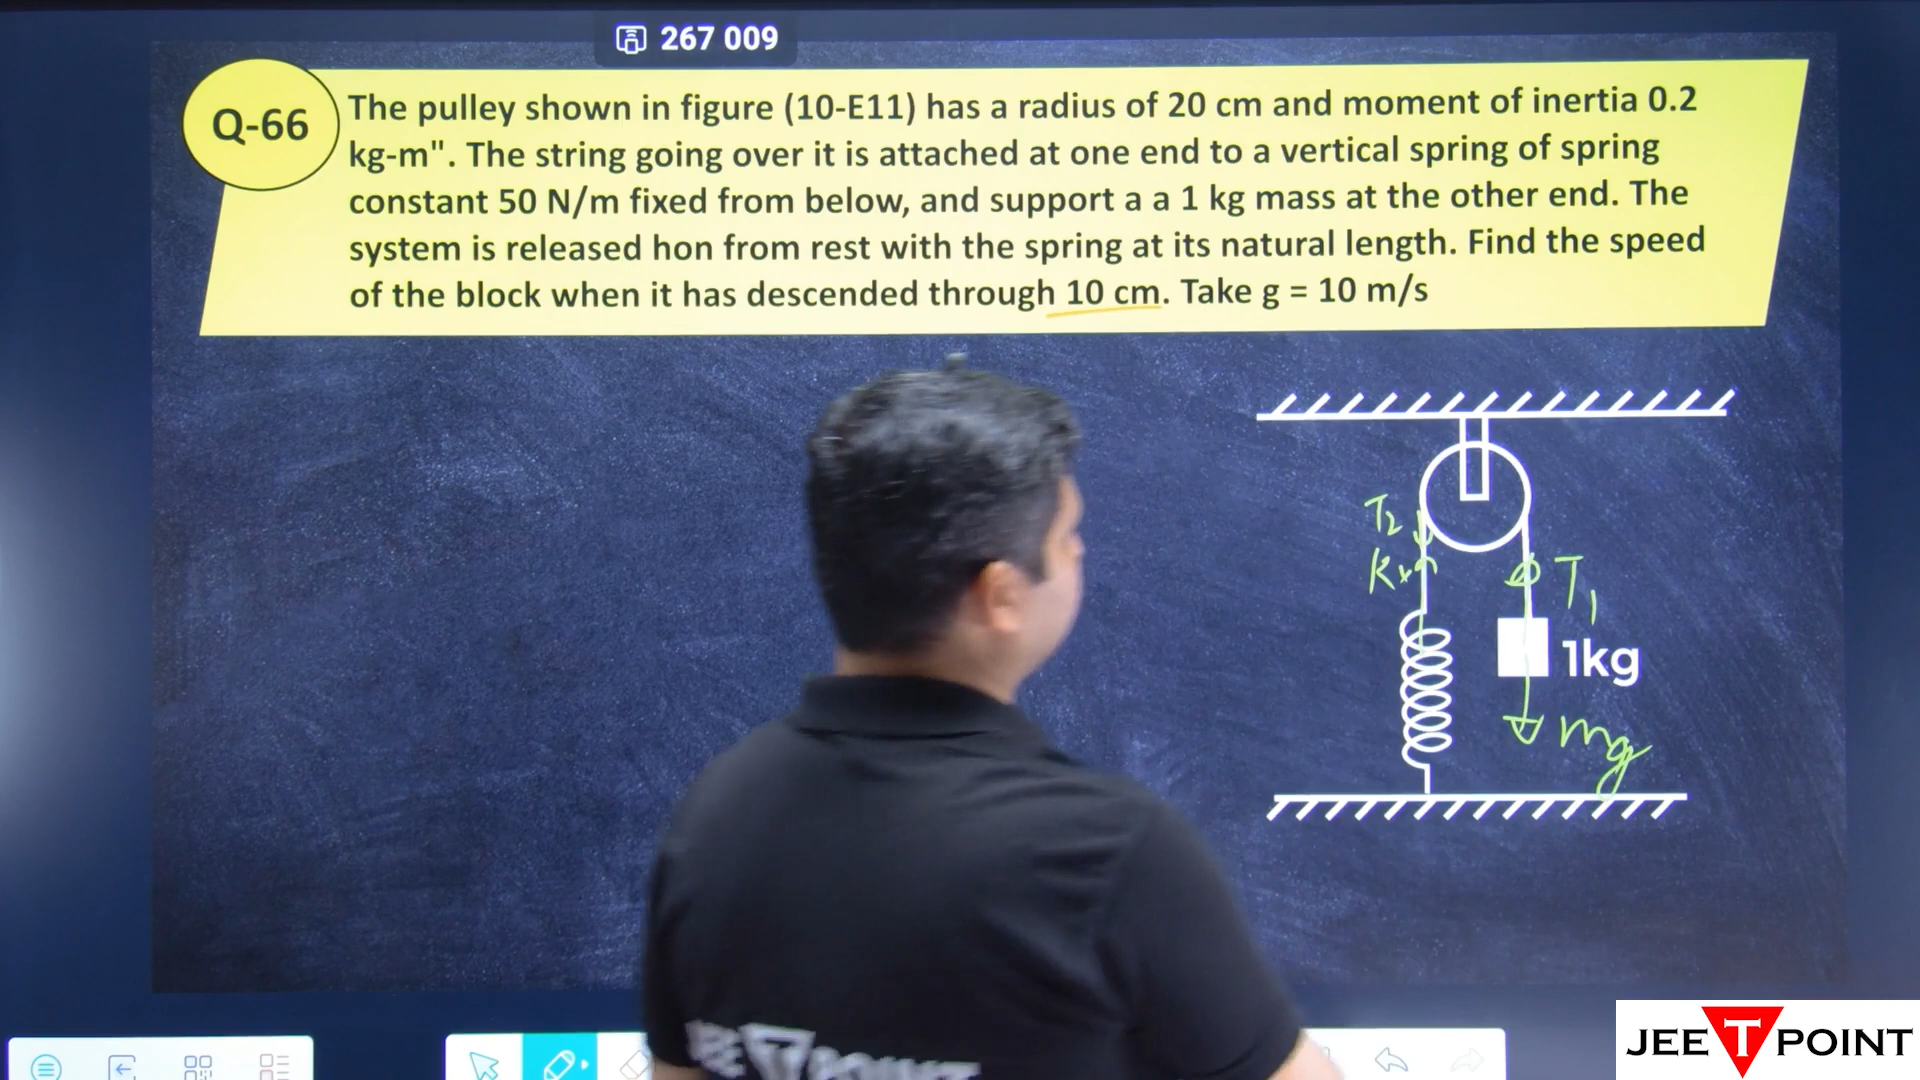 267 009
Q-66
The pulley shown in figure (10-E11) has a radius of 20 cm and moment of inertia 0.2
kg-m". The string going over it is attached at one end to a vertical spring of spring
constant 50 N/m fixed from below, and support a a 1 kg mass at the other end. The
system is released hon from rest with the spring at its natural length. Find the speed
of the block when it has descended through 10 cm. Take g = 10 m/s
T2
Kx
T1
1kg
mg
JEE T POINT